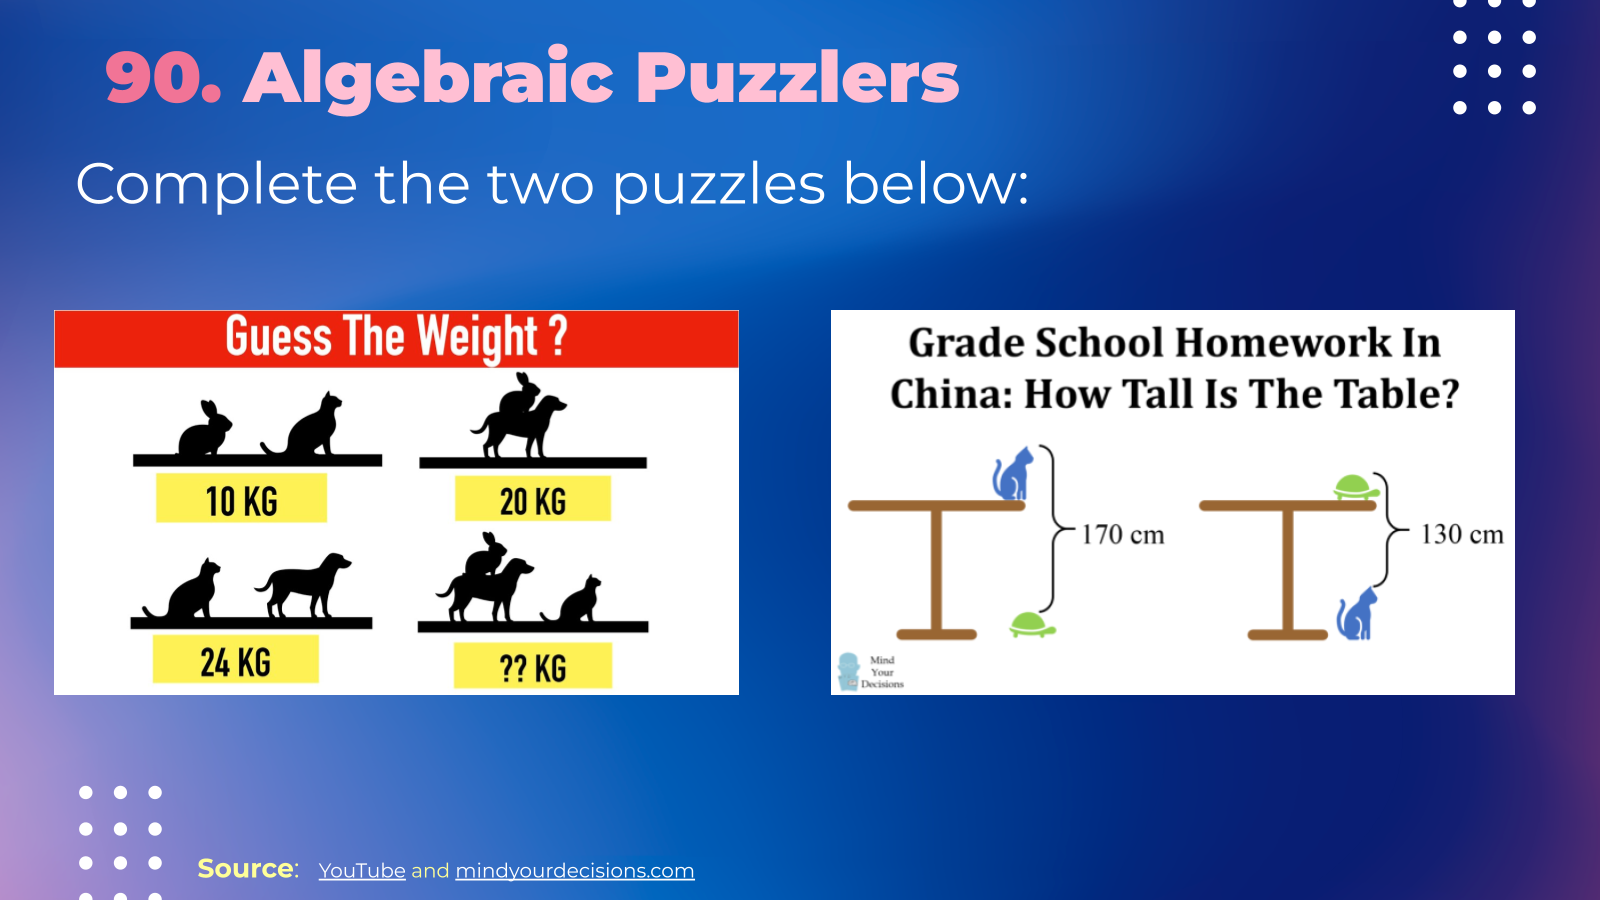 90. Algebraic Puzzlers
Complete the two puzzles below:
Guess The Weight ?
10 KG
20 KG
24 KG
?? KG
Grade School Homework In
China: How Tall Is The Table?
170 cm
130 cm
Mind
Your
Decisions
Source: YouTube and mindyourdecisions.com